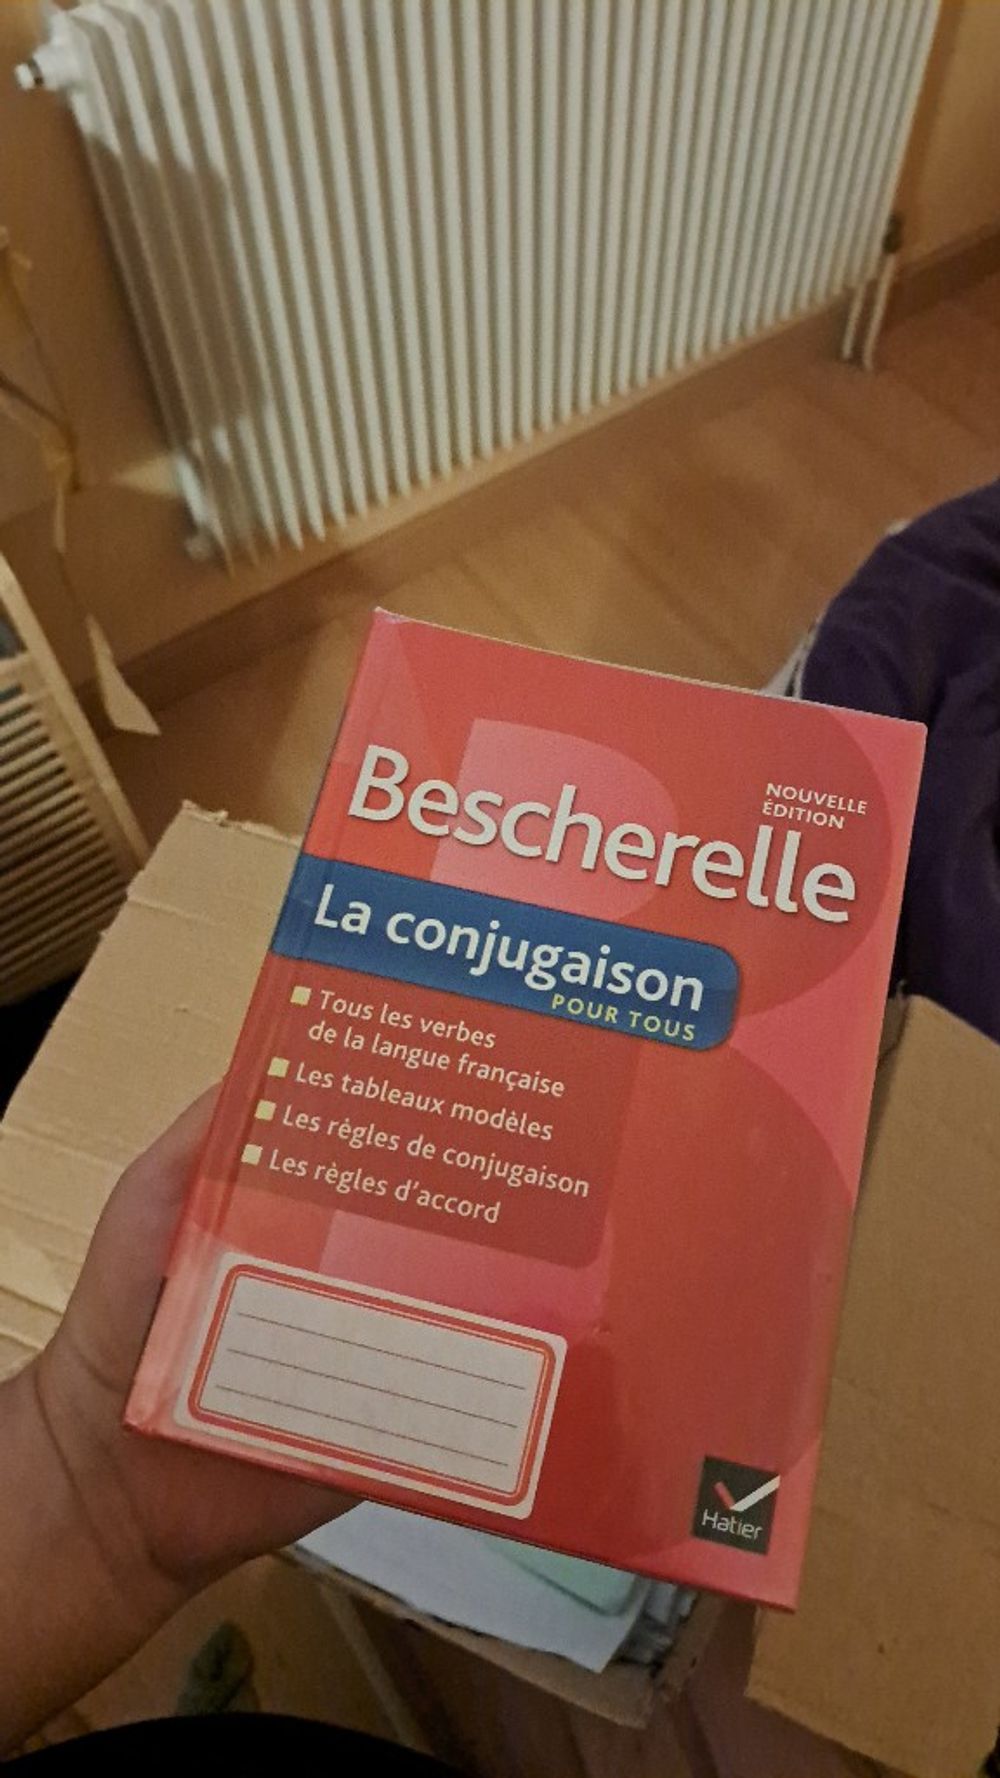 NOUVELLE
ÉDITION
Bescherelle
La conjugaison
POUR TOUS
Tous les verbes
de la langue française
Les tableaux modèles
Les règles de conjugaison
Les règles d'accord
Hatier